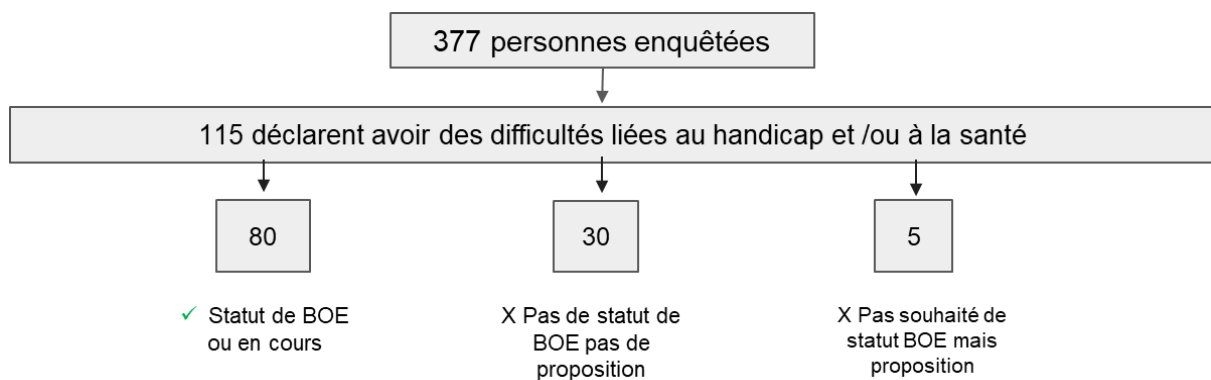 377 personnes enquêtées
115 déclarent avoir des difficultés liées au handicap et /ou à la santé
80
30
5
✓ Statut de BOE
ou en cours
X Pas de statut de
BOE pas de
proposition
X Pas souhaité de
statut BOE mais
proposition